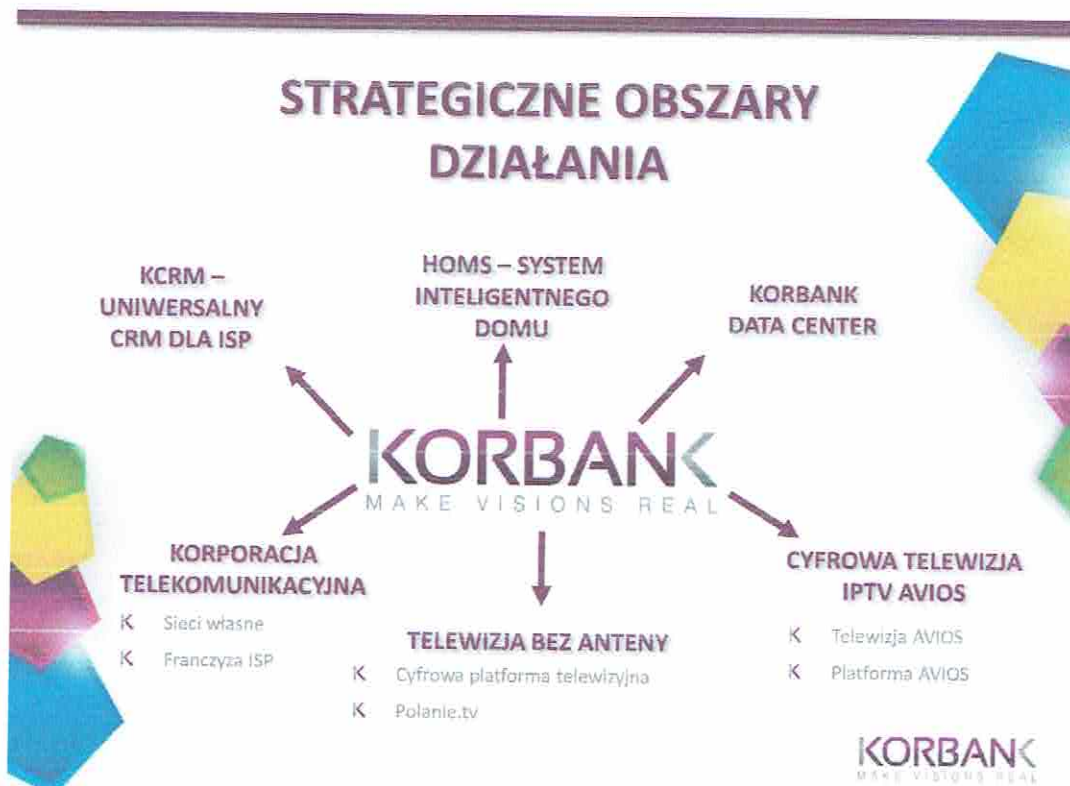 STRATEGICZNE OBSZARY
DZIAŁANIA
KCRM –
UNIWERSALNY
CRM DLA ISP
HOMS – SYSTEM
INTELIGENTNEGO
DOMU
KORBANK
DATA CENTER
KORBANK
MAKE VISIONS REAL
KORPORACJA
TELEKOMUNIKACYJNA
K Sieci własne
K Franczyza ISP
TELEWIZJA BEZ ANTENY
K Cyfrowa platforma telewizyjna
K Polanie.tv
CYFROWA TELEWIZJA
IPTV AVIOS
K Telewizja AVIOS
K Platforma AVIOS
KORBANK
MAKE VISIONS REAL